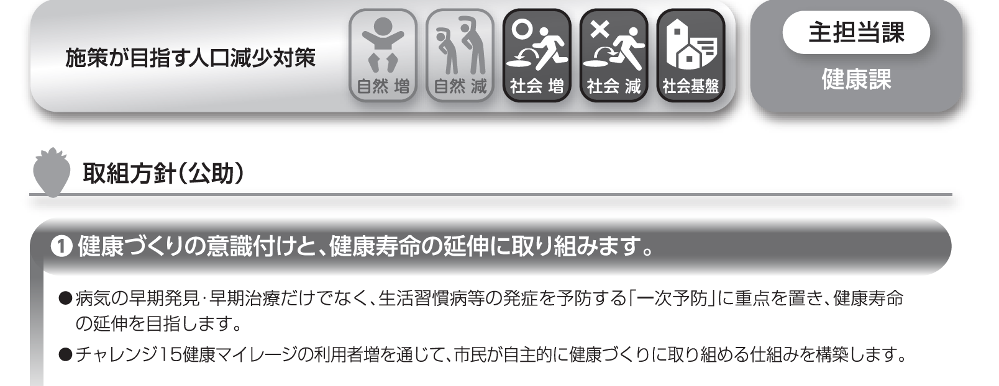 施策が目指す人口減少対策
自然 増
自然 減
社会 増
社会 減
社会基盤
主担当課
健康課
取組方針（公助）
❶健康づくりの意識付けと、健康寿命の延伸に取り組みます。
●病気の早期発見・早期治療だけでなく、生活習慣病等の発症を予防する「一次予防」に重点を置き、健康寿命
の延伸を目指します。
●チャレンジ15健康マイレージの利用者増を通じて、市民が自主的に健康づくりに取り組める仕組みを構築します。